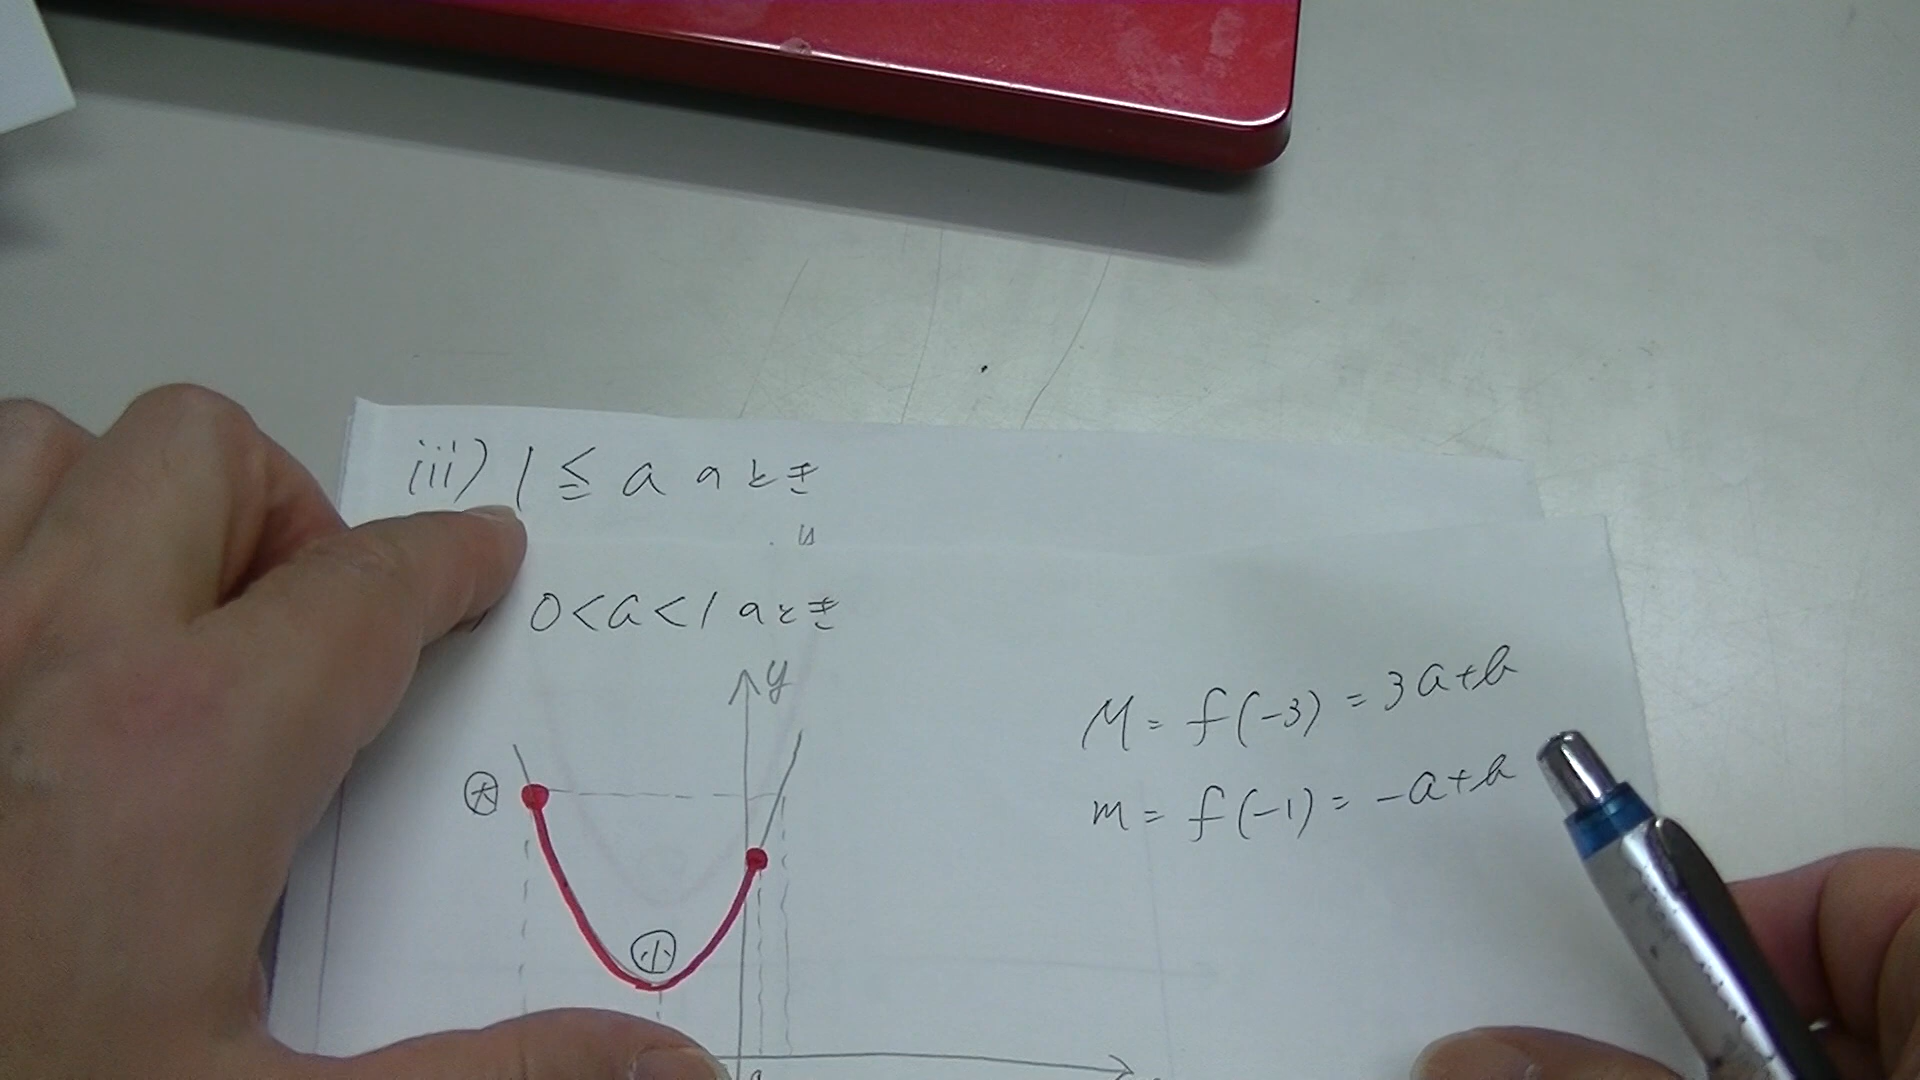 iii) 1 ≦ a のとき
y
0 < a < 1 のとき
y
M = f(-3) = 3a+b
大
m = f(-1) = -a+b
小
a